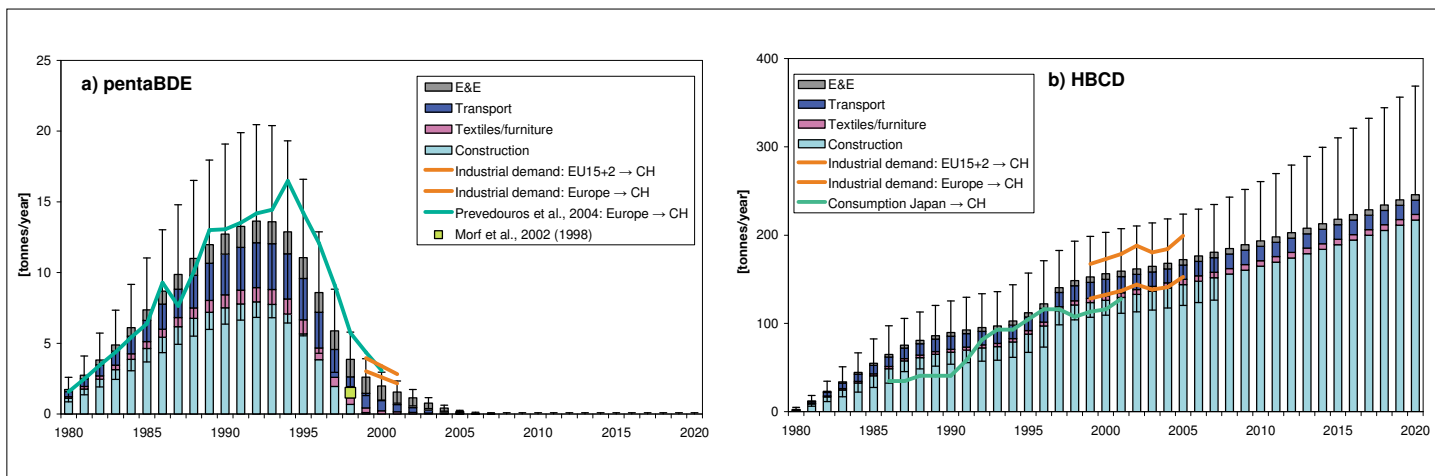 a) pentaBDE
[tonnes/year]
25
20
15
10
5
0
1980 1985 1990 1995 2000 2005 2010 2015 2020
E&E
Transport
Textiles/furniture
Construction
Industrial demand: EU15+2 → CH
Industrial demand: Europe → CH
Prevedouros et al., 2004: Europe → CH
Morf et al., 2002 (1998)
b) HBCD
[tonnes/year]
400
300
200
100
0
1980 1985 1990 1995 2000 2005 2010 2015 2020
E&E
Transport
Textiles/furniture
Construction
Industrial demand: EU15+2 → CH
Industrial demand: Europe → CH
Consumption Japan → CH